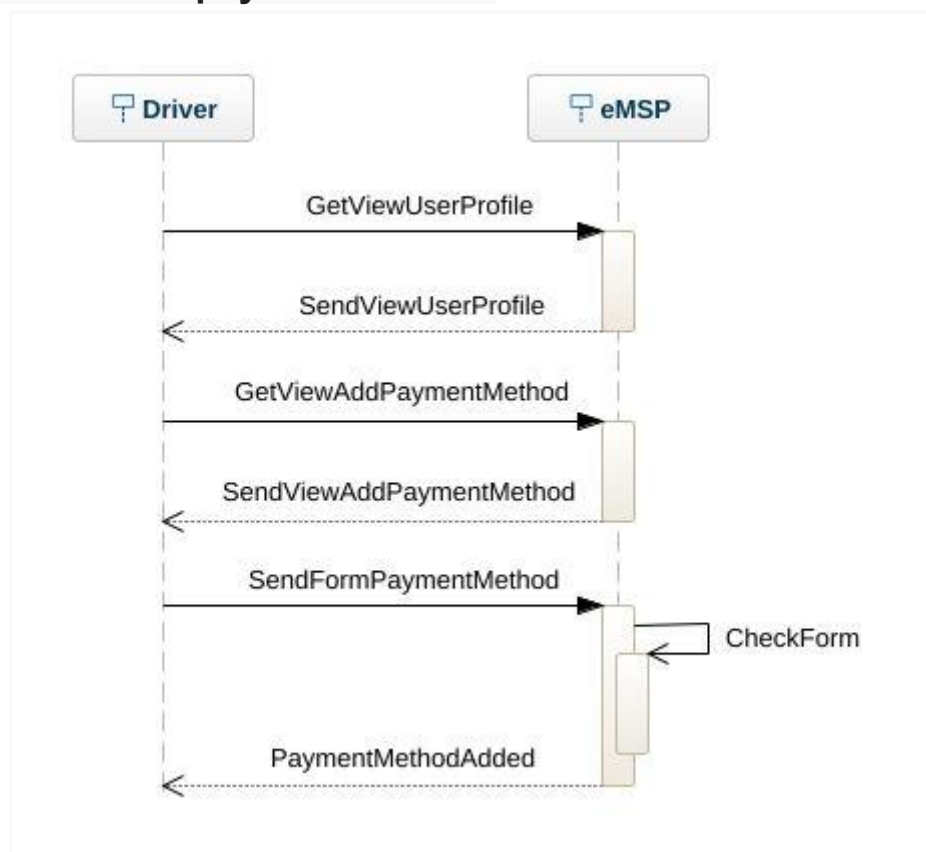 Driver
eMSP
GetViewUserProfile
SendViewUserProfile
GetViewAddPaymentMethod
SendViewAddPaymentMethod
SendFormPaymentMethod
CheckForm
PaymentMethodAdded